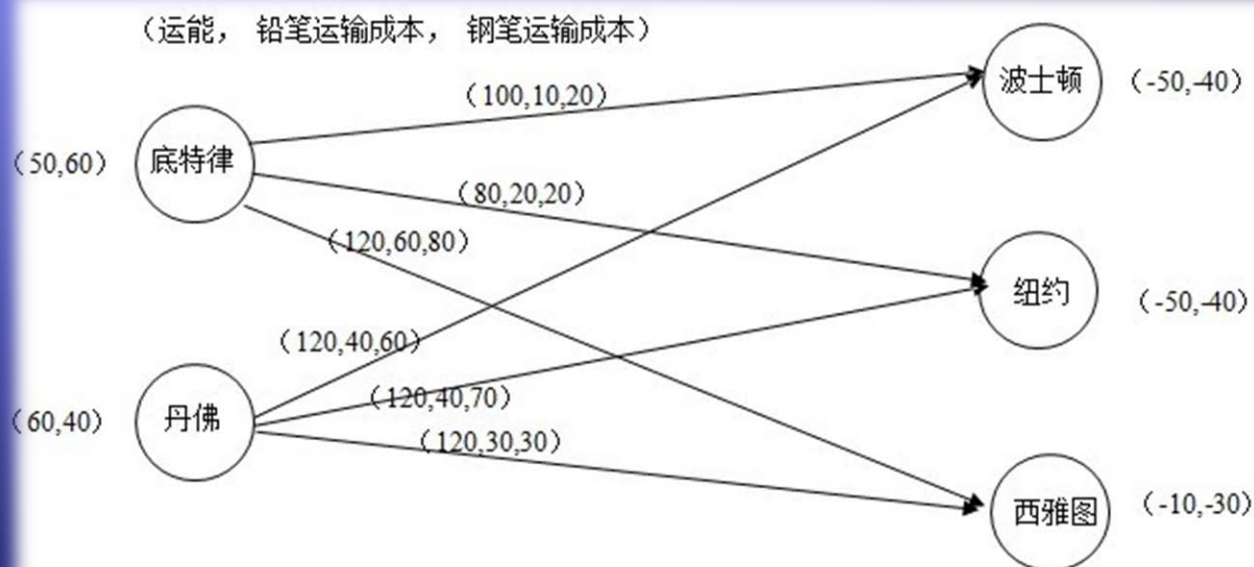 （运能， 铅笔运输成本， 钢笔运输成本）
波士顿
（-50,-40）
（100,10,20）
底特律
（50,60）
（80,20,20）
（120,60,80）
纽约
（-50,-40）
（120,40,60）
（120,40,70）
丹佛
（60,40）
（120,30,30）
西雅图
（-10,-30）